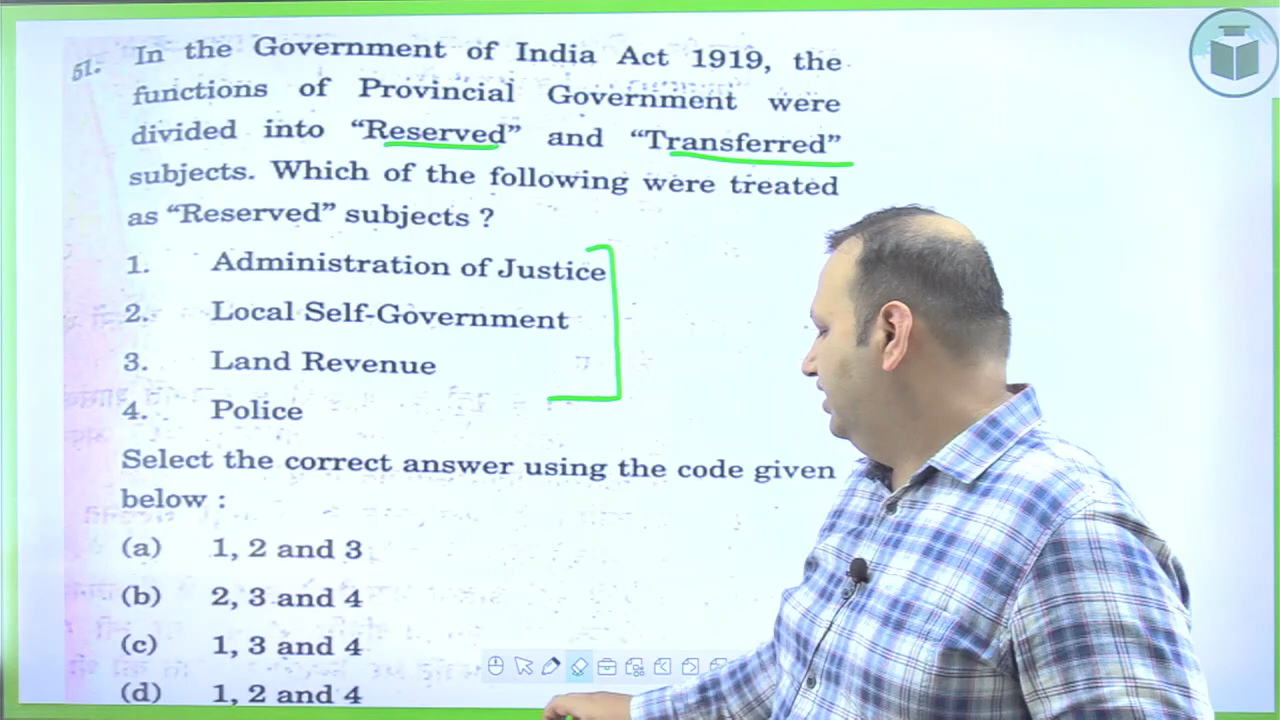 51. In the Government of India Act 1919, the
functions of Provincial Government were
divided into “Reserved” and “Transferred”
subjects. Which of the following were treated
as “Reserved” subjects ?
1. Administration of Justice
2. Local Self-Government
3. Land Revenue
4. Police
Select the correct answer using the code given
below :
(a) 1, 2 and 3
(b) 2, 3 and 4
(c) 1, 3 and 4
(d) 1, 2 and 4